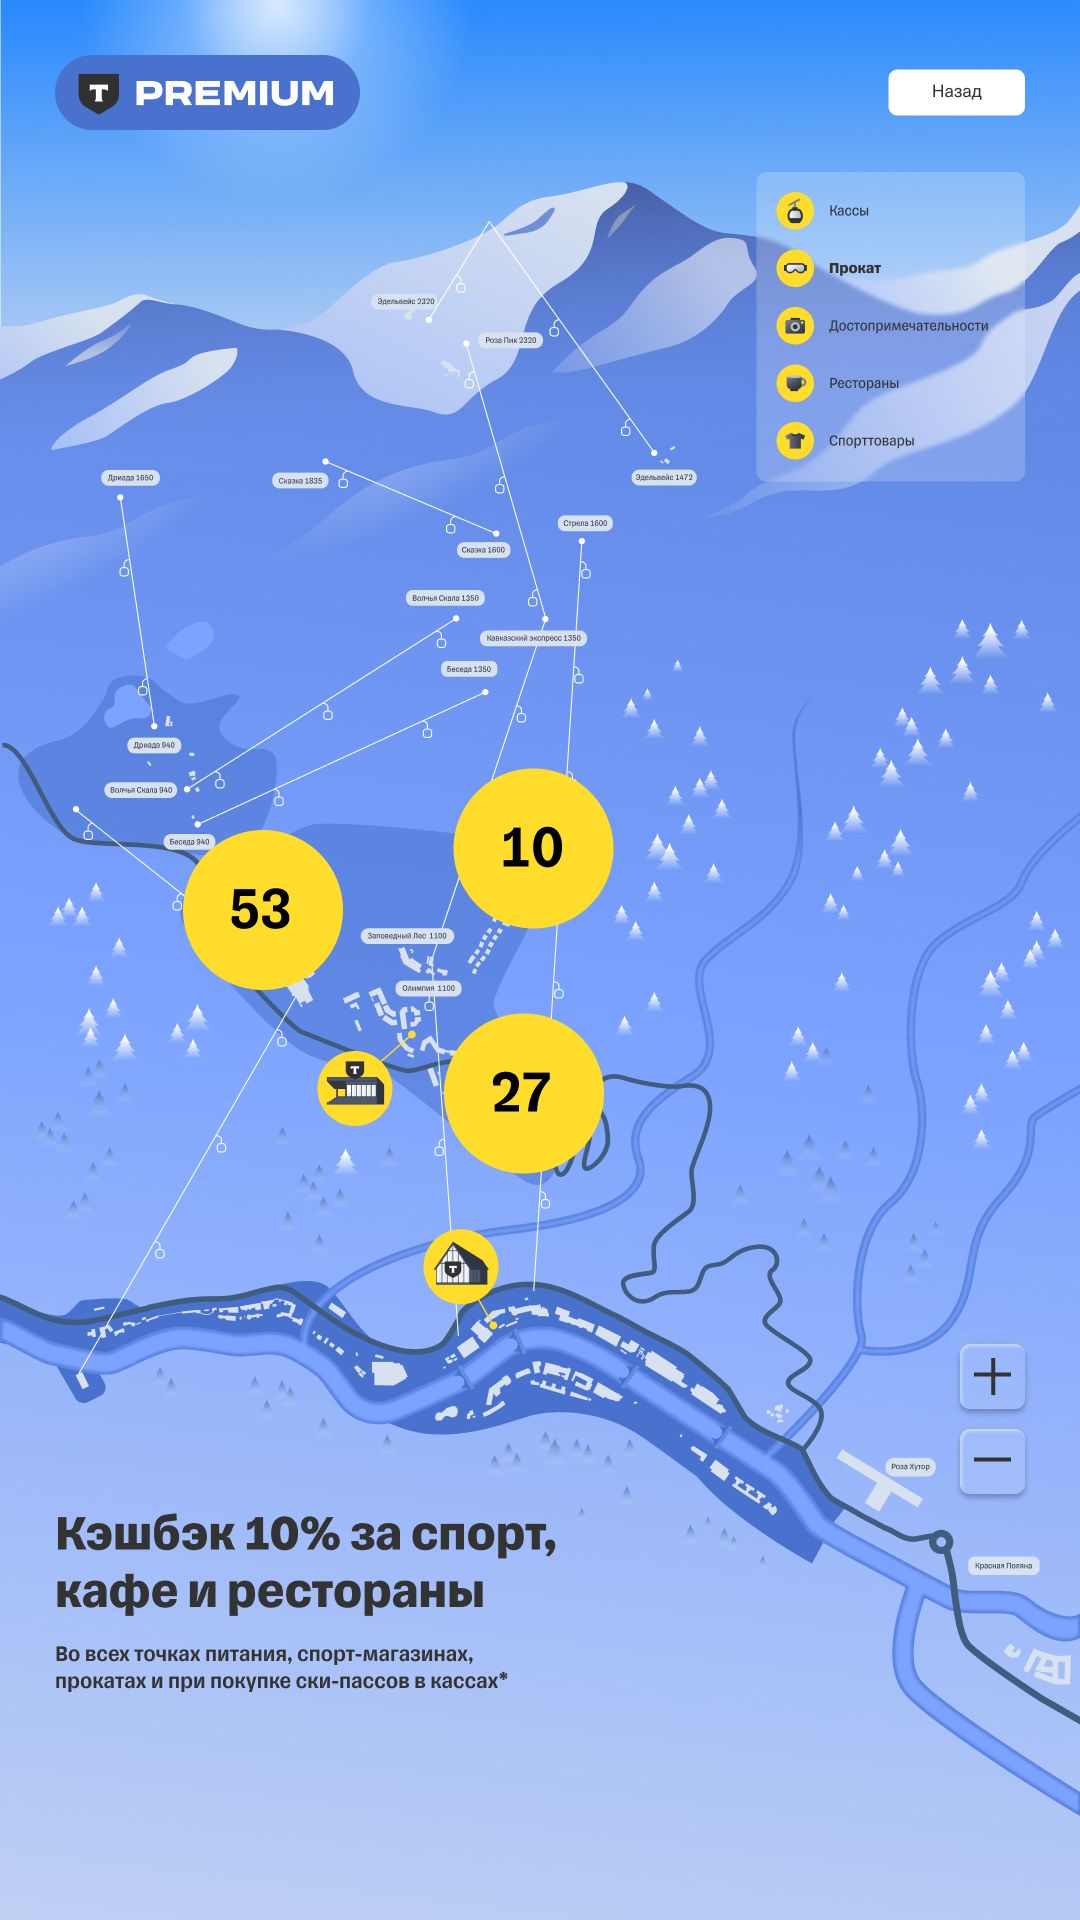 T PREMIUM
Назад
Кассы
Прокат
Достопримечательности
Рестораны
Спорттовары
Эдельвейс 2320
Роза Пик 2320
Дриада 1650
Сказка 1835
Эдельвейс 1472
Стрела 1600
Сказка 1600
Волчья Скала 1350
Кавказский экспресс 1350
Беседа 1350
Дриада 940
Волчья Скала 940
Беседа 940
10
53
Заповедный Лес 1100
Олимпия 1100
T
27
T
Роза Хутор
Красная Поляна
Кэшбэк 10% за спорт,
кафе и рестораны
Во всех точках питания, спорт-магазинах,
прокатах и при покупке ски-пассов в кассах*